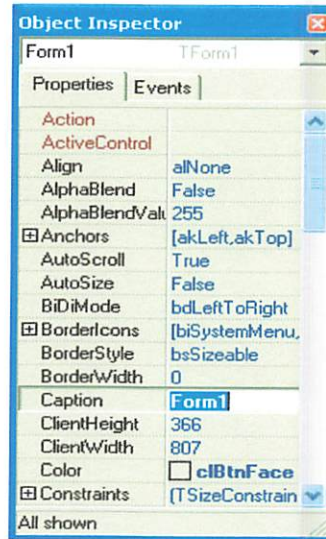 Object Inspector
Form1 TForm1
Properties Events
Action
ActiveControl
Align alNone
AlphaBlend False
AlphaBlendValu 255
Anchors [akLeft,akTop]
AutoScroll True
AutoSize False
BiDiMode bdLeftToRight
BorderIcons [biSystemMenu,
BorderStyle bsSizeable
BorderWidth 0
Caption Form1
ClientHeight 366
ClientWidth 807
Color clBtnFace
Constraints (TSizeConstrain
All shown